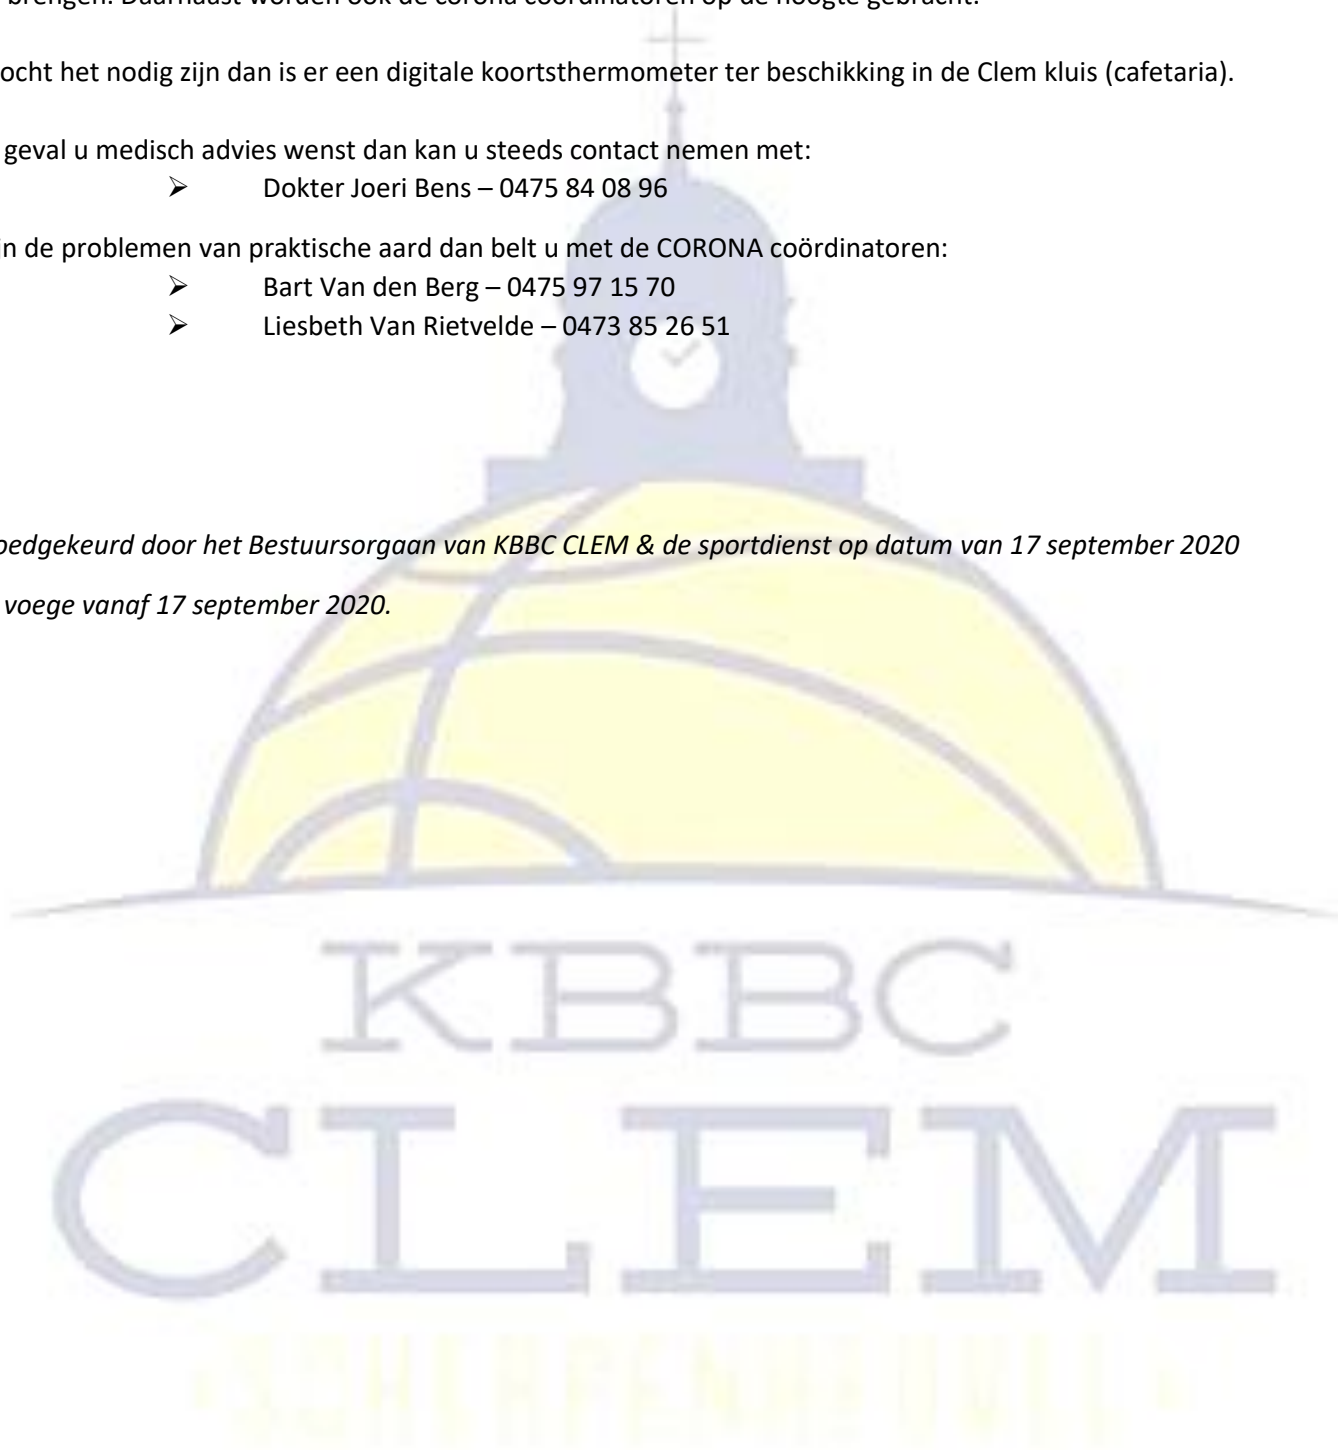 brengen. Daarnaast worden ook de corona coördinatoren op de hoogte gebracht.
ocht het nodig zijn dan is er een digitale koortsthermometer ter beschikking in de Clem kluis (cafetaria).
geval u medisch advies wenst dan kan u steeds contact nemen met:
➢ Dokter Joeri Bens – 0475 84 08 96
in de problemen van praktische aard dan belt u met de CORONA coördinatoren:
➢ Bart Van den Berg – 0475 97 15 70
➢ Liesbeth Van Rietvelde – 0473 85 26 51
oedgekeurd door het Bestuursorgaan van KBBC CLEM & de sportdienst op datum van 17 september 2020
voege vanaf 17 september 2020.
KBBC
CLEM
SCHERPENHEUVEL